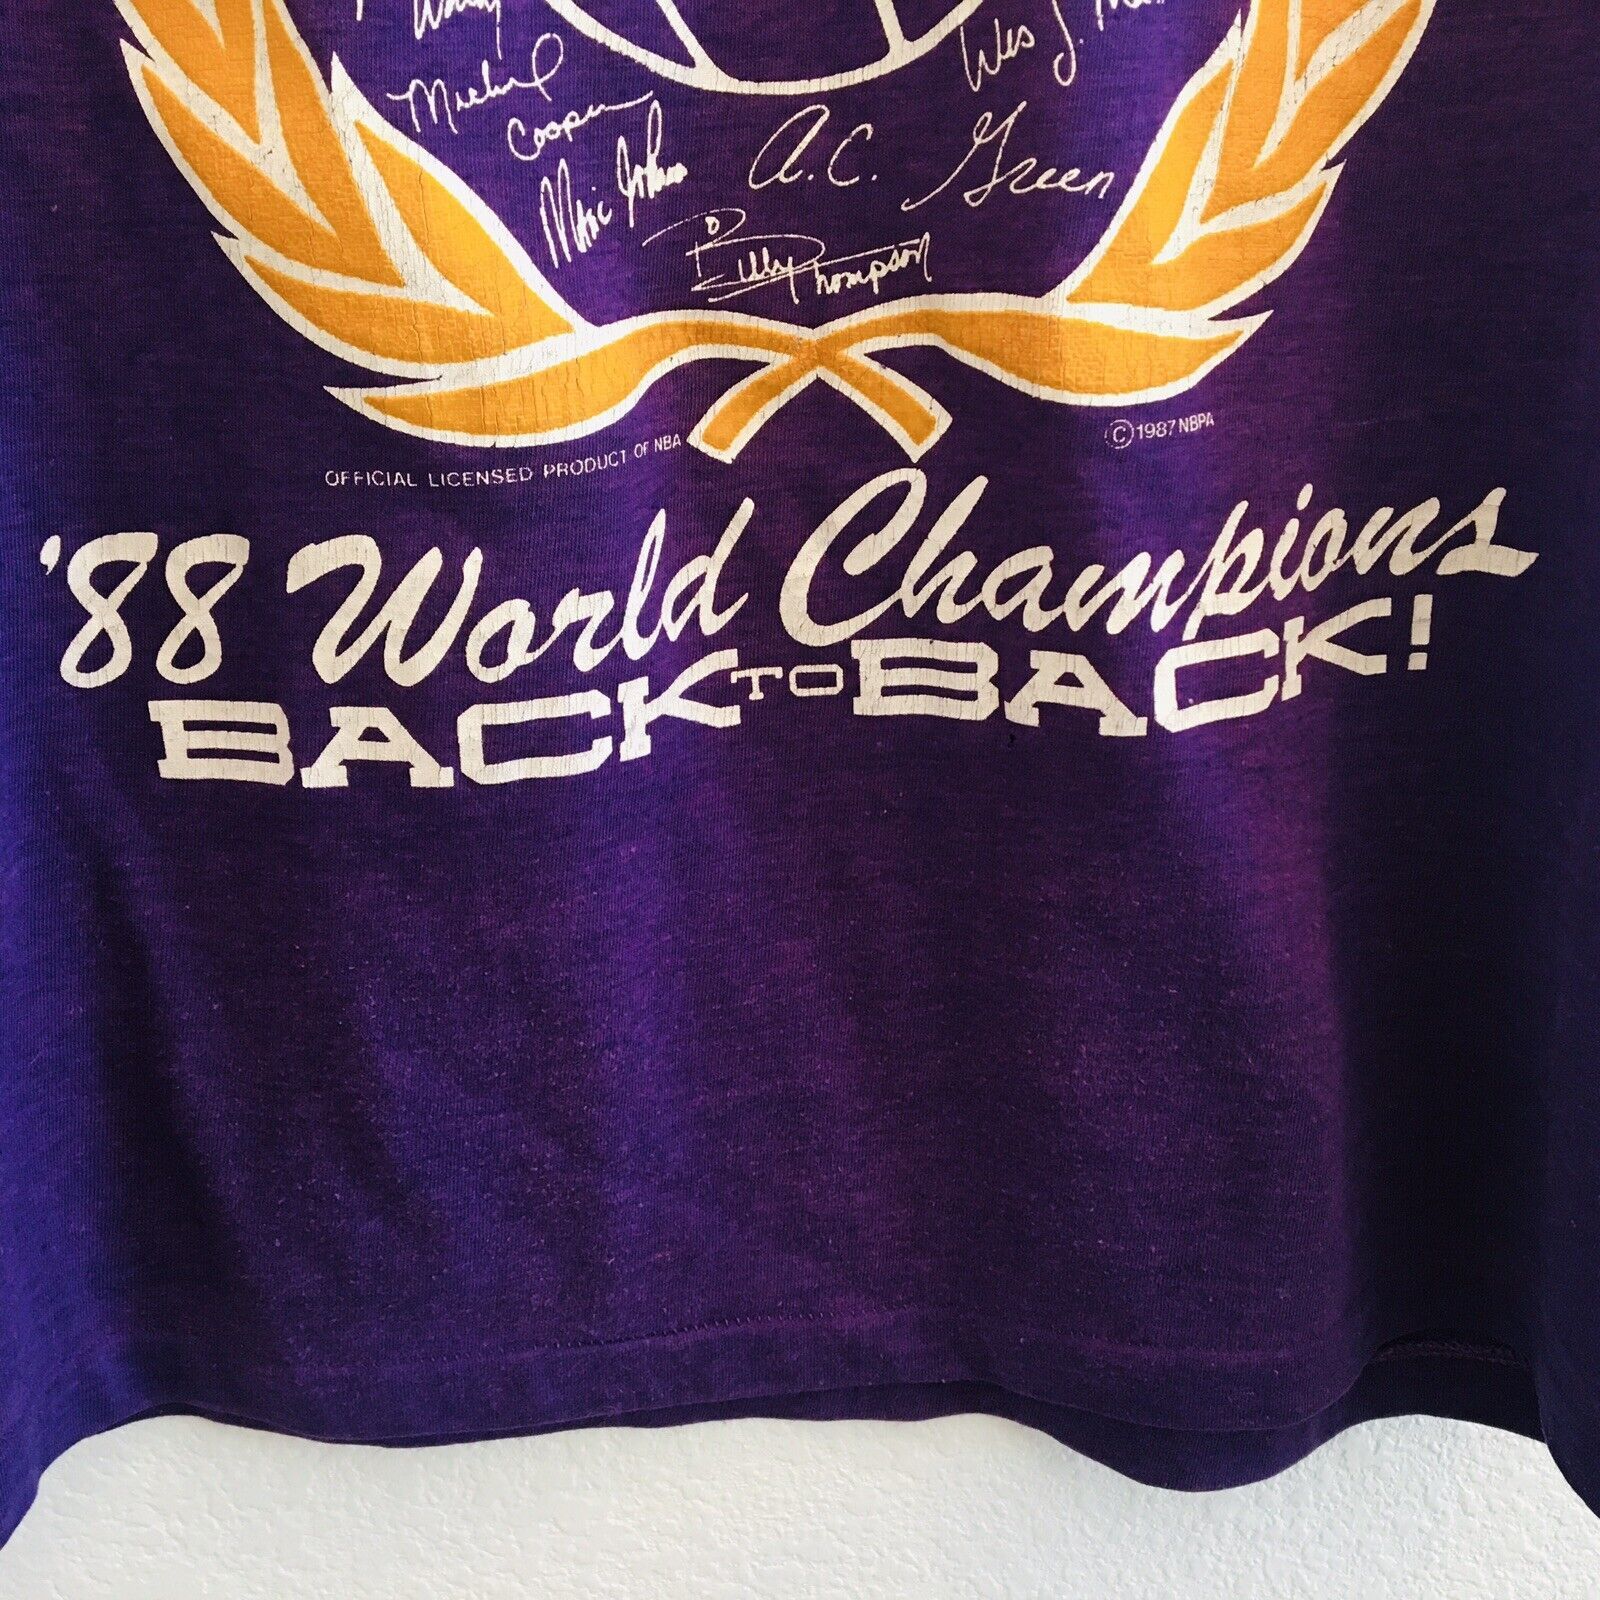 Wes J.
Michael
Cooper
A.C. Green
Billy Thompson
OFFICIAL LICENSED PRODUCT OF NBA
©1987 NBPA
'88 World Champions
BACK TO BACK!